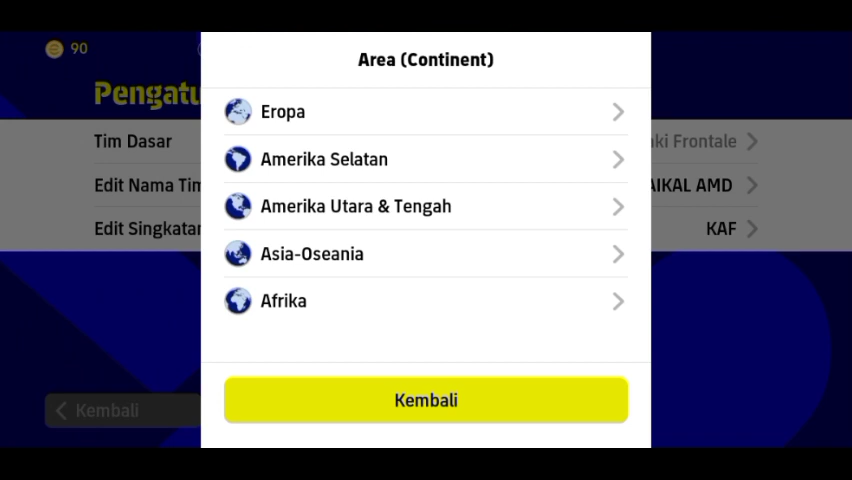 90
Area (Continent)
Pengatu
Eropa
Tim Dasar
ki Frontale
Amerika Selatan
Edit Nama Tim
AIKAL AMD
Amerika Utara & Tengah
Edit Singkatan
KAF
Asia-Oseania
Afrika
Kembali
Kembali